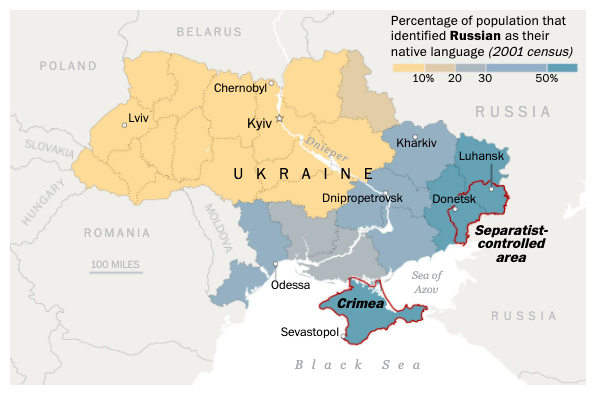 Percentage of population that
identified Russian as their
native language (2001 census)
10% 20 30 50%
BELARUS
POLAND
RUSSIA
Chernobyl
Lviv
Kyiv
Dnieper
Kharkiv
SLOVAKIA
Luhansk
UKRAINE
HUNGARY
Dnipropetrovsk
Donetsk
MOLDOVA
ROMANIA
Separatist-
controlled
area
100 MILES
Sea of
Azov
Odessa
Crimea
RUSSIA
Sevastopol
Black Sea